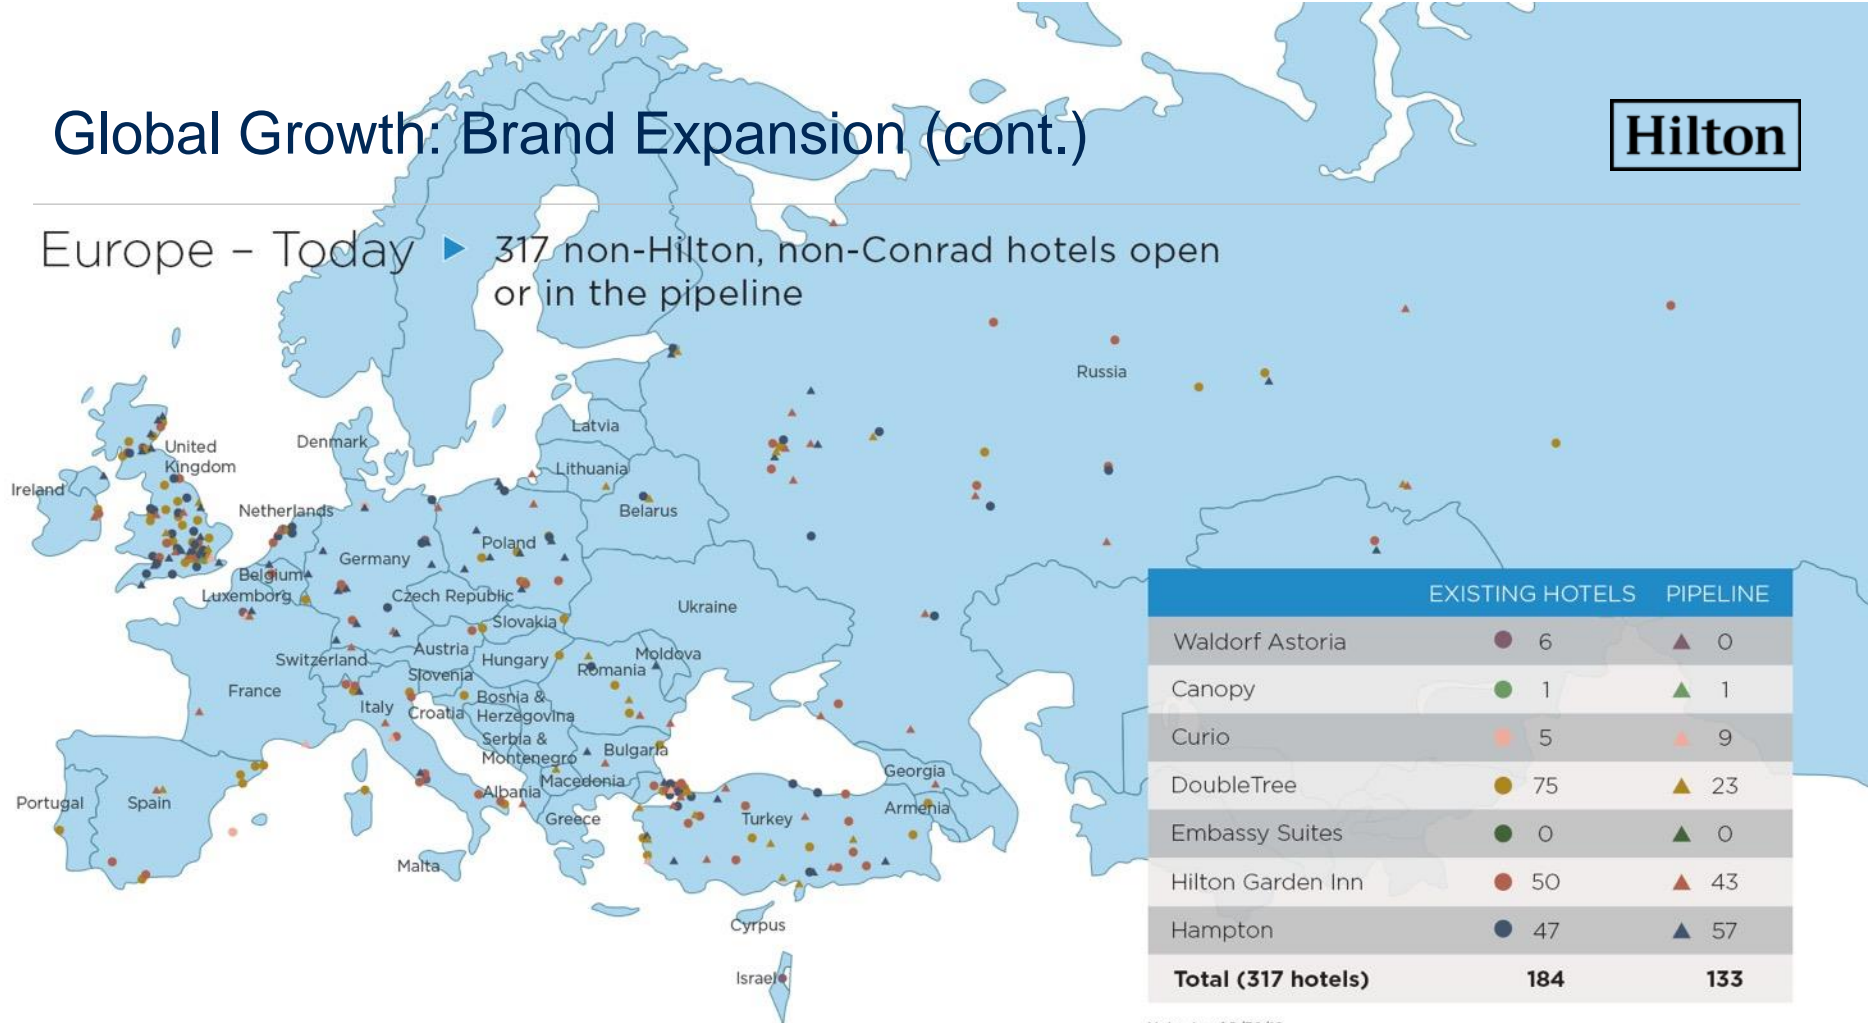 Global Growth: Brand Expansion (cont.)
Hilton
Europe – Today
317 non-Hilton, non-Conrad hotels open
or in the pipeline
Russia
Latvia
United
Kingdom
Denmark
Lithuania
Ireland
Netherlands
Belarus
Poland
Germany
Belgium
Luxemborg
Czech Republic
Ukraine
Slovakia
Austria
Moldova
Switzerland
Hungary
Romania
Slovenia
France
Bosnia &
Herzegovina
Italy
Croatia
Serbia &
Montenegro
Bulgaria
Georgia
Macedonia
Albania
Portugal
Spain
Armenia
Greece
Turkey
Malta
Cyrpus
Israel
EXISTING HOTELS PIPELINE
Waldorf Astoria 6 0
Canopy 1 1
Curio 5 9
DoubleTree 75 23
Embassy Suites 0 0
Hilton Garden Inn 50 43
Hampton 47 57
Total (317 hotels) 184 133